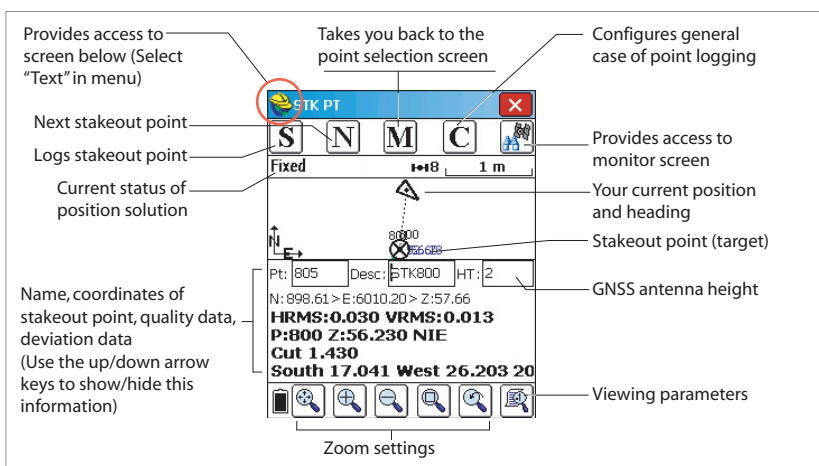 Provides access to
screen below (Select
“Text” in menu)
Takes you back to the
point selection screen
Configures general
case of point logging
STK PT
Next stakeout point
S N M C
Logs stakeout point
Provides access to
monitor screen
Fixed
8
1 m
Current status of
position solution
Your current position
and heading
800
Stakeout point (target)
N
E
Pt: 805 Desc: STK800 HT: 2
GNSS antenna height
N: 898.61> E:6010.20> Z:57.66
Name, coordinates of
stakeout point, quality data,
deviation data
(Use the up/down arrow
keys to show/hide this
information)
HRMS:0.030 VRMS:0.013
P:800 Z:56.230 NIE
Cut 1.430
South 17.041 West 26.203 20
Viewing parameters
Zoom settings